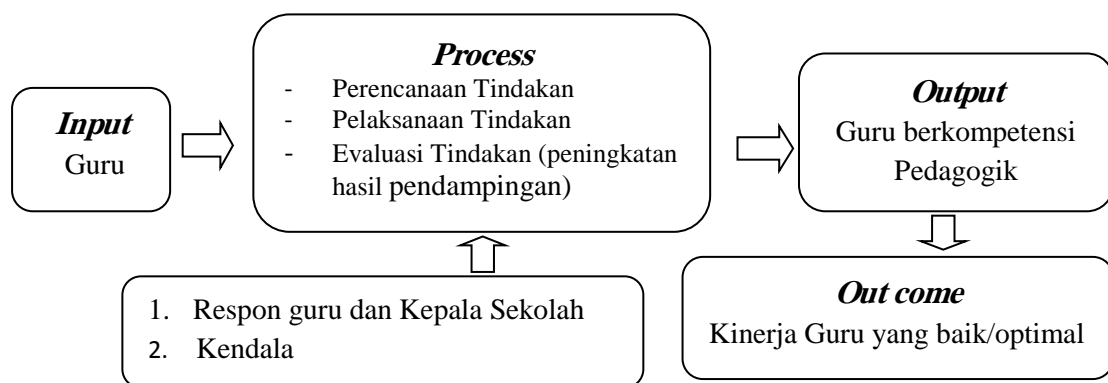 Input
Guru
Process
- Perencanaan Tindakan
- Pelaksanaan Tindakan
- Evaluasi Tindakan (peningkatan
hasil pendampingan)
Output
Guru berkompetensi
Pedagogik
1. Respon guru dan Kepala Sekolah
2. Kendala
Out come
Kinerja Guru yang baik/optimal